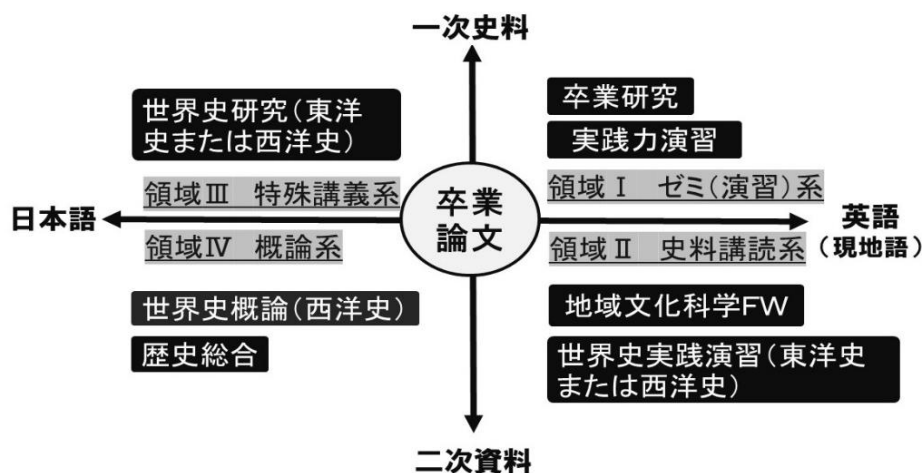 一次史料
世界史研究(東洋
史または西洋史)
卒業研究
実践力演習
領域Ⅲ 特殊講義系
領域Ⅰ ゼミ(演習)系
日本語
卒業
論文
英語
(現地語)
領域Ⅳ 概論系
領域Ⅱ 史料講読系
世界史概論(西洋史)
歴史総合
地域文化科学FW
世界史実践演習(東洋史
または西洋史)
二次資料